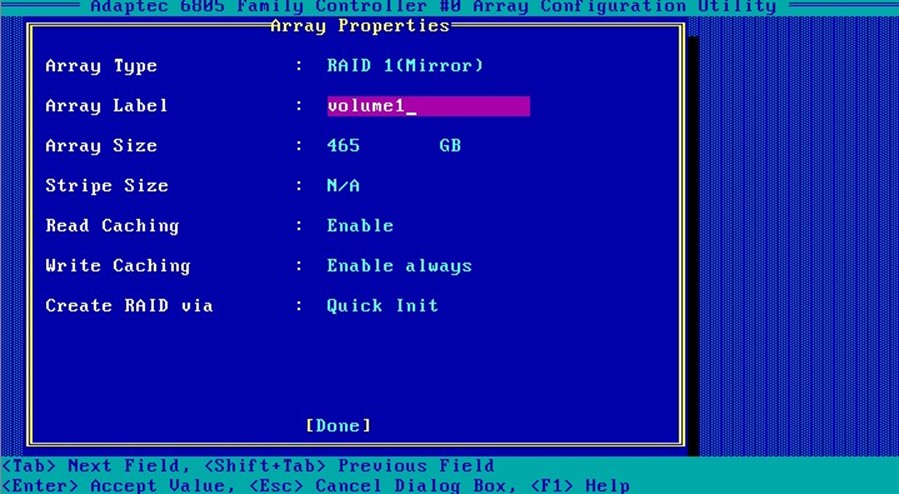 Adaptec 6805 Family Controller #0 Array Configuration Utility
Array Properties
Array Type : RAID 1(Mirror)
Array Label : volume1_
Array Size : 465 GB
Stripe Size : N/A
Read Caching : Enable
Write Caching : Enable always
Create RAID via : Quick Init
[Done]
<Tab> Next Field, <Shift+Tab> Previous Field
<Enter> Accept Value, <Esc> Cancel Dialog Box, <F1> Help